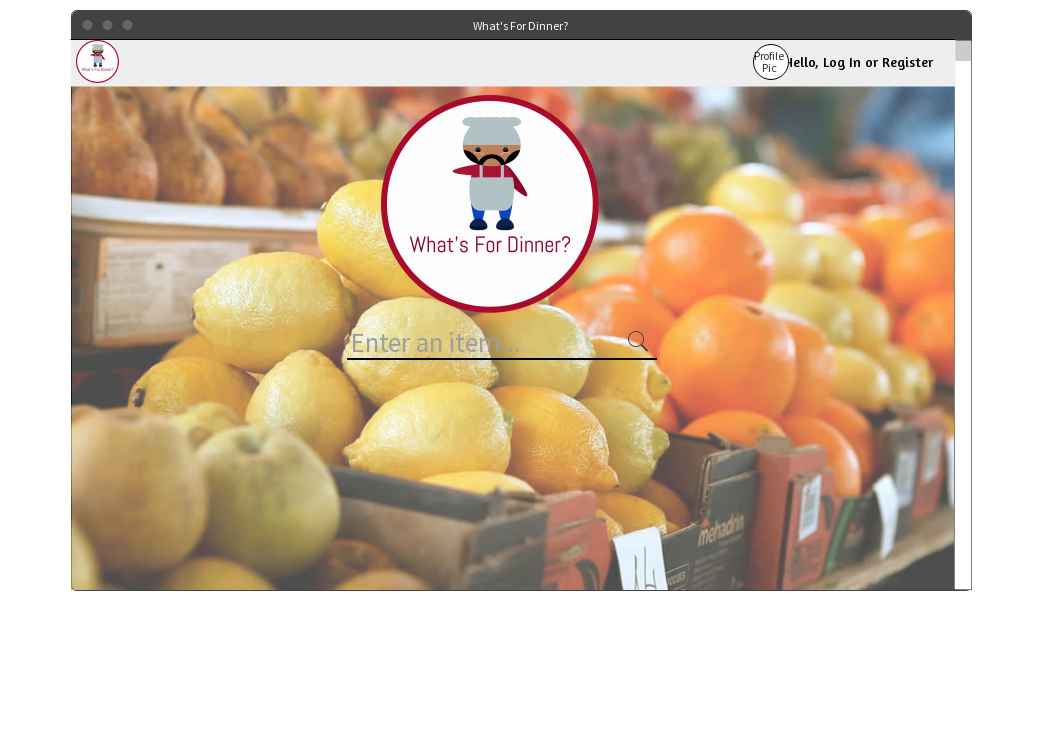 What's For Dinner?
What's For Dinner?
Profile
Pic
Hello, Log In or Register
What's For Dinner?
Enter an item...
mehadrin